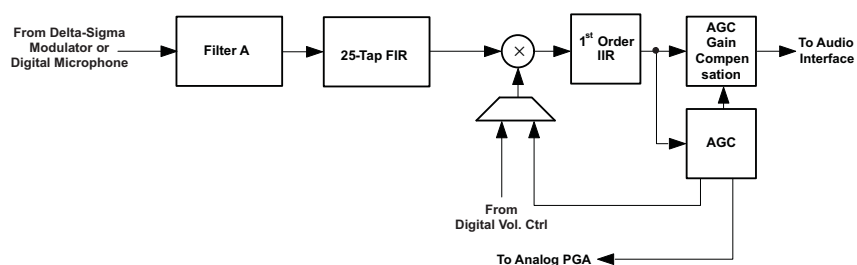 From Delta-Sigma
Modulator or
Digital Microphone
Filter A
25-Tap FIR
×
1st Order
IIR
AGC
Gain
Compen
sation
To Audio
Interface
AGC
From
Digital Vol. Ctrl
To Analog PGA